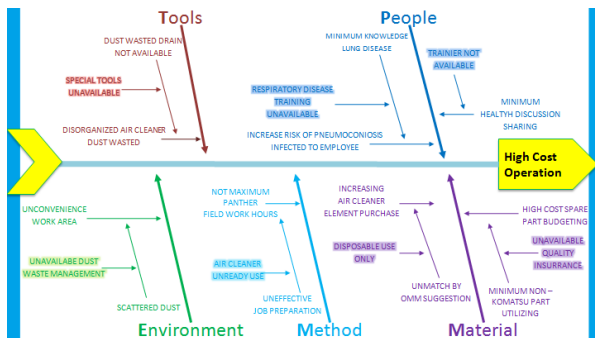 Tools
People
DUST WASTED DRAIN
NOT AVAILABLE
SPECIAL TOOLS
UNAVAILABLE
DISORGANIZED AIR CLEANER
DUST WASTED
MINIMUM KNOWLEDGE
LUNG DISEASE
TRAINIER NOT
AVAILABLE
RESPIRATORY DISEASE
TRAINING
UNAVAILABLE
MINIMUM
HEALTYH DISCUSSION
SHARING
INCREASE RISK OF PNEUMOCONIOSIS
INFECTED TO EMPLOYEE
High Cost
Operation
UNCONVENIENCE
WORK AREA
UNAVAILABE DUST
WASTE MANAGEMENT
SCATTERED DUST
NOT MAXIMUM
PANTHER
FIELD WORK HOURS
AIR CLEANER
UNREADY USE
UNEFFECTIVE
JOB PREPARATION
INCREASING
AIR CLEANER
ELEMENT PURCHASE
DISPOSABLE USE
ONLY
UNMATCH BY
OMM SUGGESTION
HIGH COST SPARE
PART BUDGETING
UNAVAILABLE
QUALITY
INSURRANCE
MINIMUM NON –
KOMATSU PART
UTILIZING
Environment
Method
Material